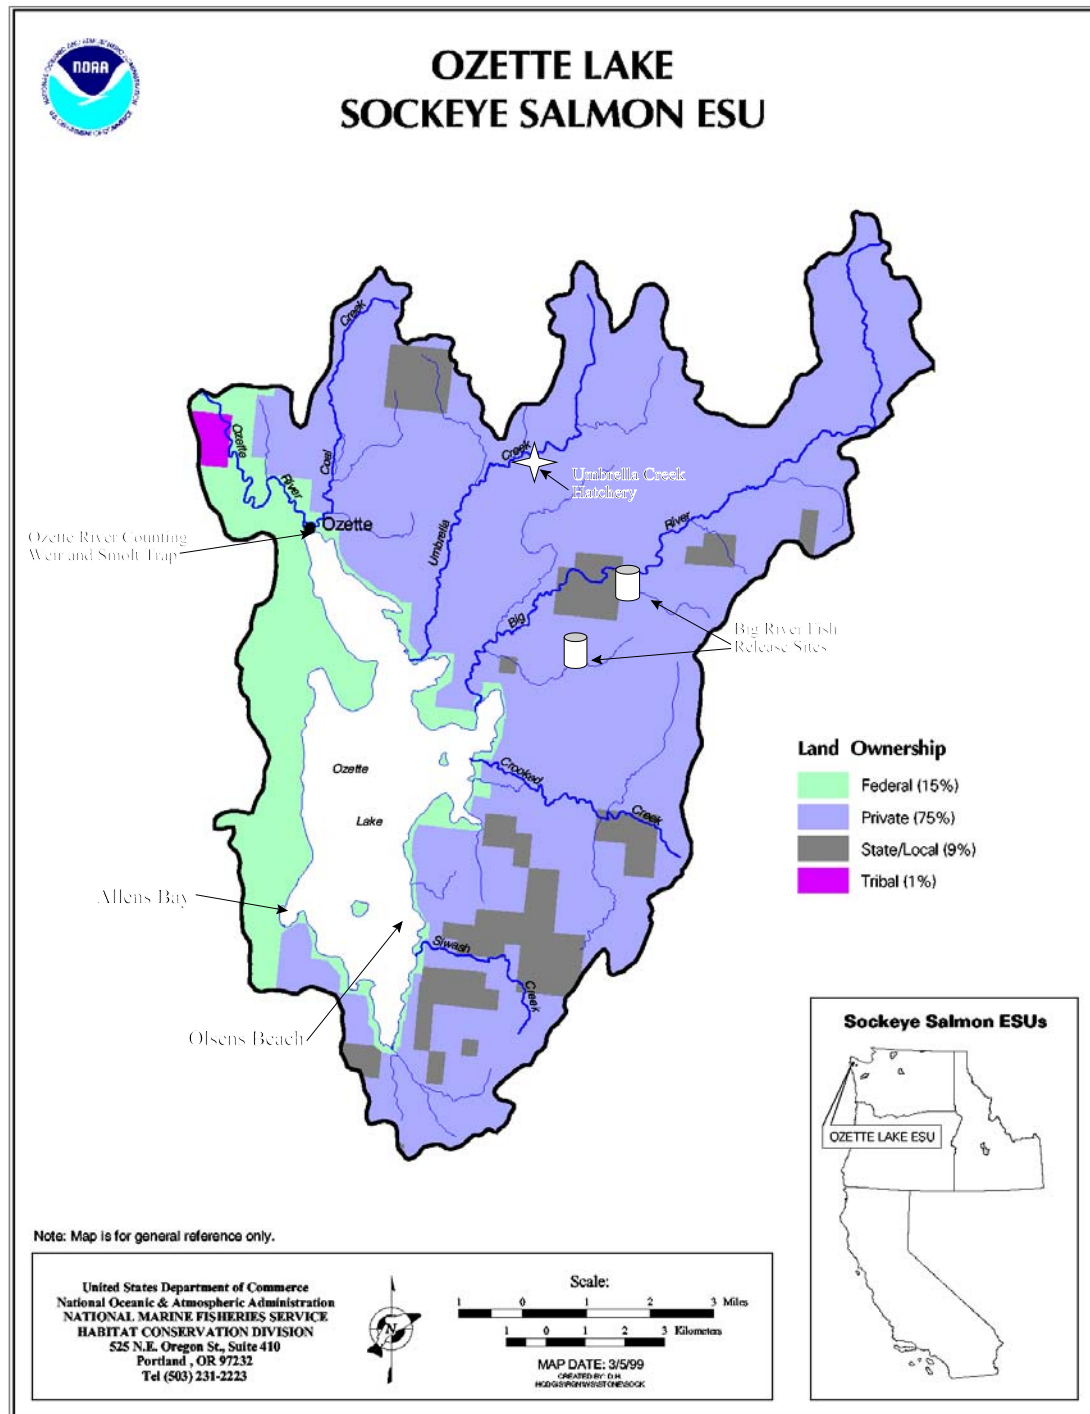 NOAA
OZETTE LAKE
SOCKEYE SALMON ESU
Creek
Coal
Ozette
River
Ozette
Creek
Umbrella
Umbrella Creek
Hatchery
River
Big
Ozette River Counting
Weir and Smolt Trap
Big River Fish
Release Sites
Ozette
Lake
Crooked
Creek
Land Ownership
Federal (15%)
Private (75%)
State/Local (9%)
Tribal (1%)
Allens Bay
Siwash
Creek
Olsens Beach
Sockeye Salmon ESUs
OZETTE LAKE ESU
Note: Map is for general reference only.
United States Department of Commerce
National Oceanic & Atmospheric Administration
NATIONAL MARINE FISHERIES SERVICE
HABITAT CONSERVATION DIVISION
525 N.E. Oregon St., Suite 410
Portland , OR 97232
Tel (503) 231-2223
N
Scale:
1 0 1 2 3 Miles
1 0 1 2 3 Kilometers
MAP DATE: 3/5/99
CREATED BY: D.H.